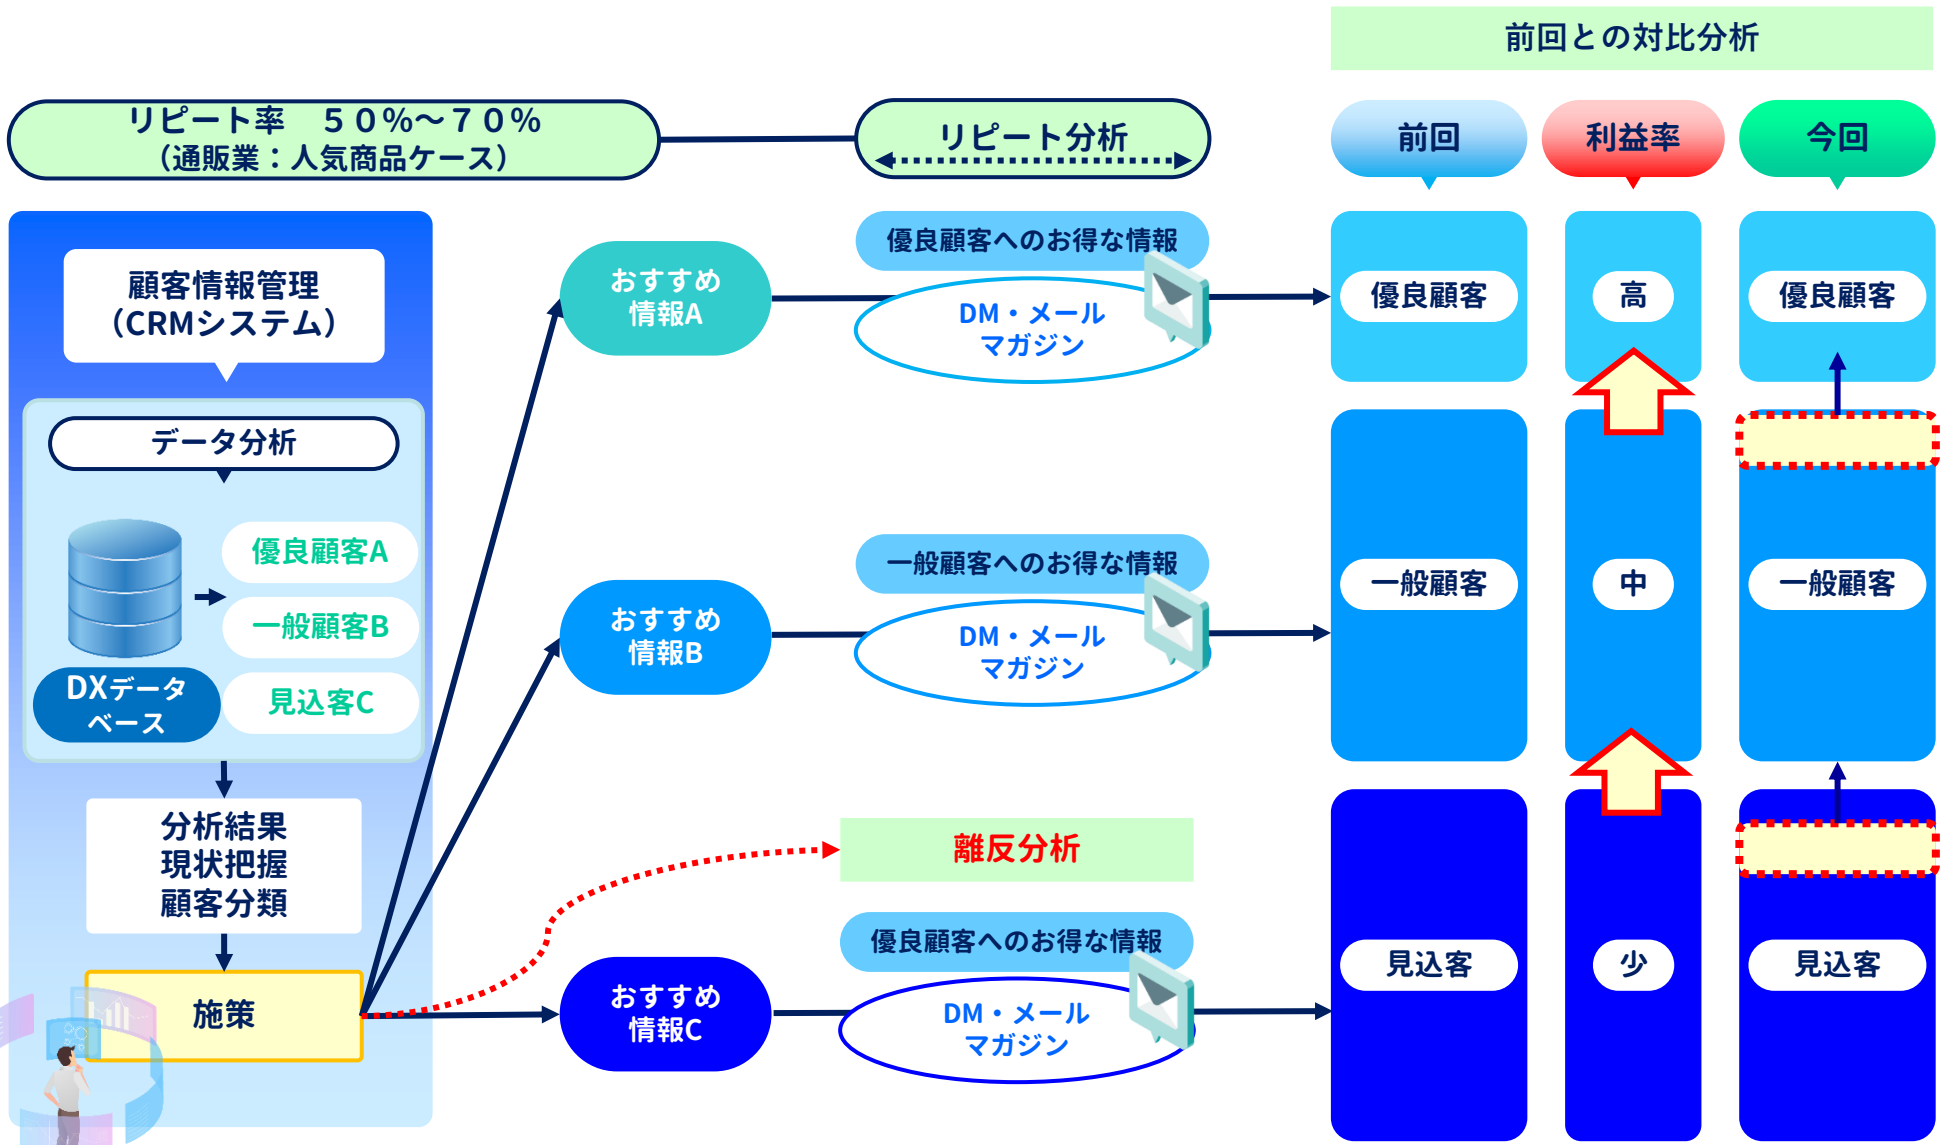 前回との対比分析
リピート率　５０％～７０％
（通販業：人気商品ケース）
リピート分析
前回
利益率
今回
顧客情報管理
（CRMシステム）
データ分析
優良顧客A
一般顧客B
見込客C
DXデータ
ベース
分析結果
現状把握
顧客分類
施策
おすすめ
情報A
優良顧客へのお得な情報
DM・メール
マガジン
優良顧客
高
優良顧客
おすすめ
情報B
一般顧客へのお得な情報
DM・メール
マガジン
一般顧客
中
一般顧客
離反分析
おすすめ
情報C
優良顧客へのお得な情報
DM・メール
マガジン
見込客
少
見込客